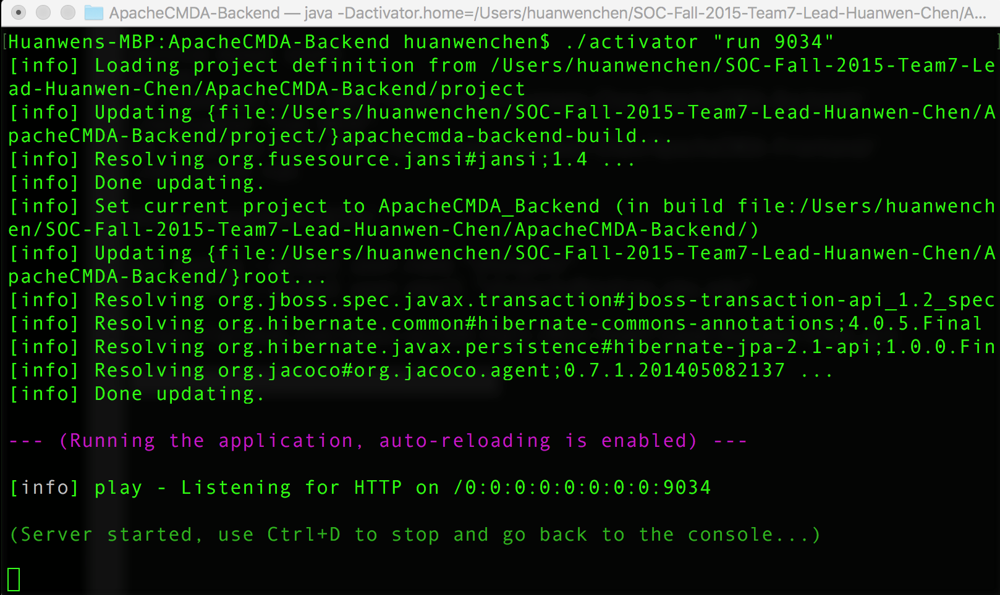 ApacheCMDA-Backend — java -Dactivator.home=/Users/huanwenchen/SOC-Fall-2015-Team7-Lead-Huanwen-Chen/A...
[Huanwens-MBP:ApacheCMDA-Backend huanwenchen$ ./activator "run 9034" ]
[info] Loading project definition from /Users/huanwenchen/SOC-Fall-2015-Team7-Le
ad-Huanwen-Chen/ApacheCMDA-Backend/project
[info] Updating {file:/Users/huanwenchen/SOC-Fall-2015-Team7-Lead-Huanwen-Chen/A
pacheCMDA-Backend/project/}apachecmda-backend-build...
[info] Resolving org.fusesource.jansi#jansi;1.4 ...
[info] Done updating.
[info] Set current project to ApacheCMDA_Backend (in build file:/Users/huanwench
en/SOC-Fall-2015-Team7-Lead-Huanwen-Chen/ApacheCMDA-Backend/)
[info] Updating {file:/Users/huanwenchen/SOC-Fall-2015-Team7-Lead-Huanwen-Chen/A
pacheCMDA-Backend/}root...
[info] Resolving org.jboss.spec.javax.transaction#jboss-transaction-api_1.2_spec
[info] Resolving org.hibernate.common#hibernate-commons-annotations;4.0.5.Final
[info] Resolving org.hibernate.javax.persistence#hibernate-jpa-2.1-api;1.0.0.Fin
[info] Resolving org.jacoco#org.jacoco.agent;0.7.1.201405082137 ...
[info] Done updating.
--- (Running the application, auto-reloading is enabled) ---
[info] play - Listening for HTTP on /0:0:0:0:0:0:0:0:9034
(Server started, use Ctrl+D to stop and go back to the console...)